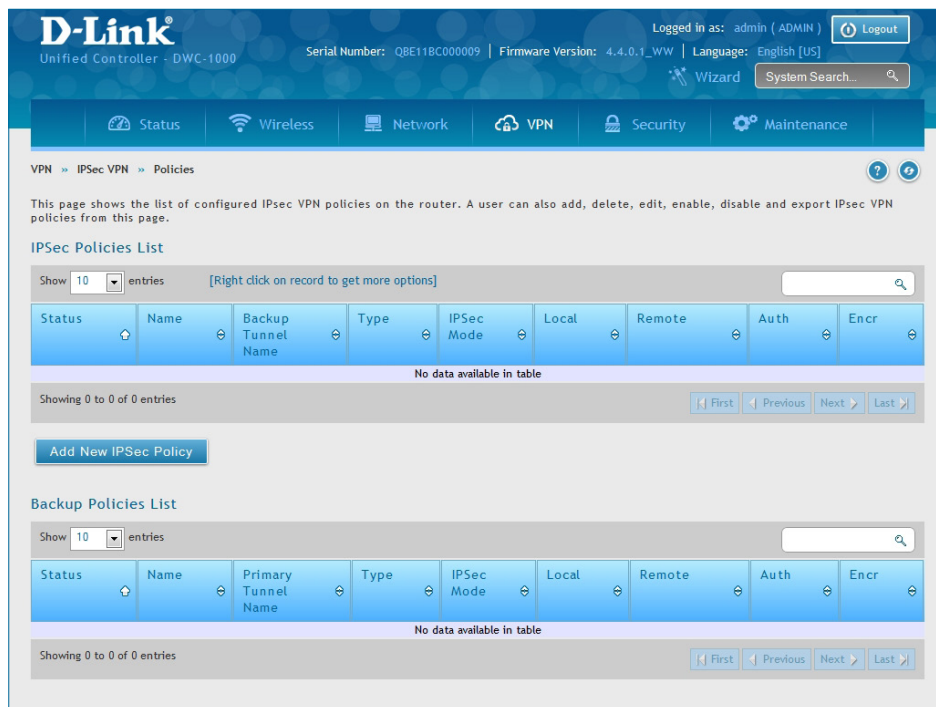 D-Link®
Unified Controller - DWC-1000
Logged in as: admin ( ADMIN ) Logout
Serial Number: QBE11BC000009 | Firmware Version: 4.4.0.1_WW | Language: English [US]
Wizard System Search...
Status Wireless Network VPN Security Maintenance
VPN » IPSec VPN » Policies
?
This page shows the list of configured IPsec VPN policies on the router. A user can also add, delete, edit, enable, disable and export IPsec VPN
policies from this page.
IPSec Policies List
Show 10 entries [Right click on record to get more options]
Status Name Backup Tunnel Name Type IPSec Mode Local Remote Auth Encr
No data available in table
Showing 0 to 0 of 0 entries First Previous Next Last
Add New IPSec Policy
Backup Policies List
Show 10 entries
Status Name Primary Tunnel Name Type IPSec Mode Local Remote Auth Encr
No data available in table
Showing 0 to 0 of 0 entries First Previous Next Last